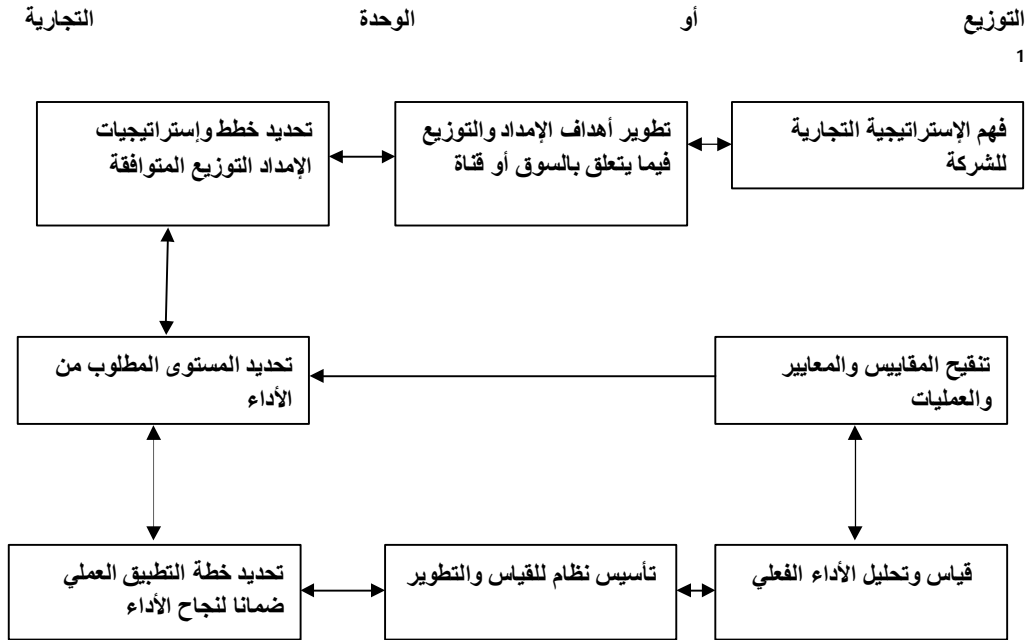 التوزيع أو الوحدة التجارية
1
فهم الإستراتيجية التجارية
للشركة
تطوير أهداف الإمداد والتوزيع
فيما يتعلق بالسوق أو قناة
تحديد خطط وإستراتيجيات
الإمداد التوزيع المتوافقة
تنقيح المقاييس والمعايير
والعمليات
تحديد المستوى المطلوب من
الأداء
قياس وتحليل الأداء الفعلي
تأسيس نظام للقياس والتطوير
تحديد خطة التطبيق العملي
ضمانا لنجاح الأداء